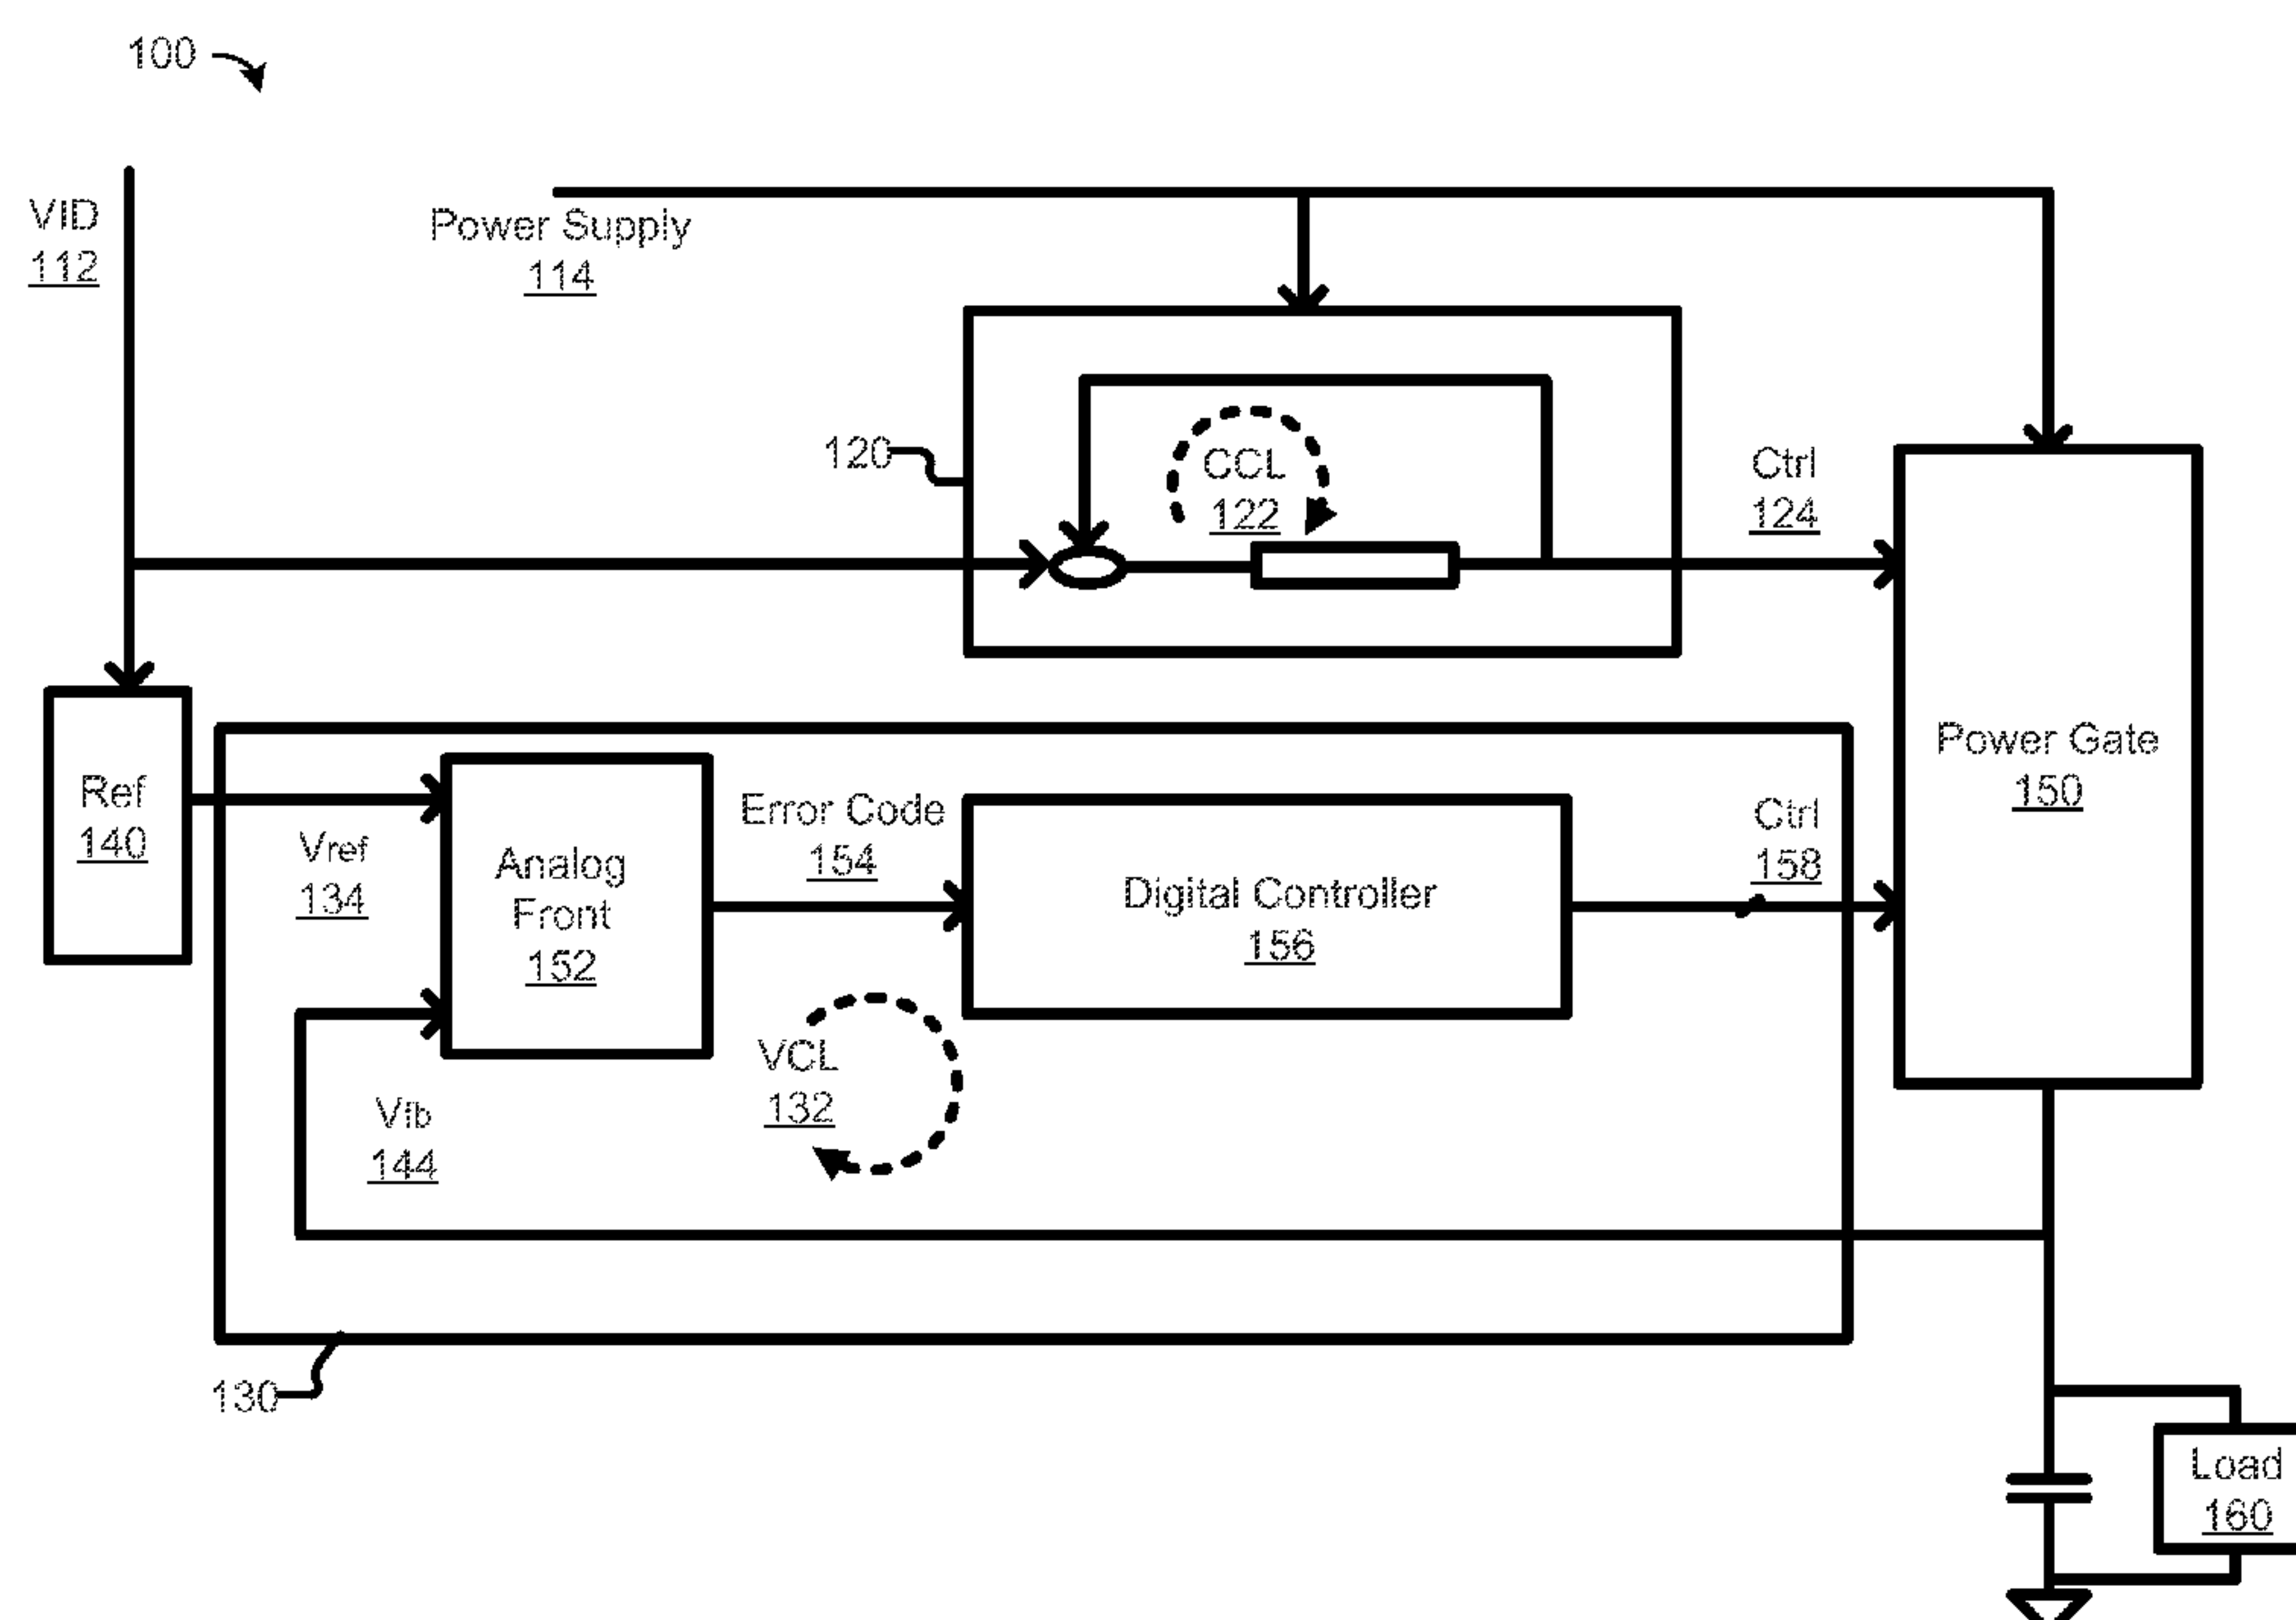 100
VID
112
Power Supply
114
120
CCL
122
Ctrl
124
Ref
140
Vref
134
Analog
Front
152
Error Code
154
Digital Controller
156
Ctrl
158
Power Gate
150
VCL
132
Vfb
144
130
Load
160